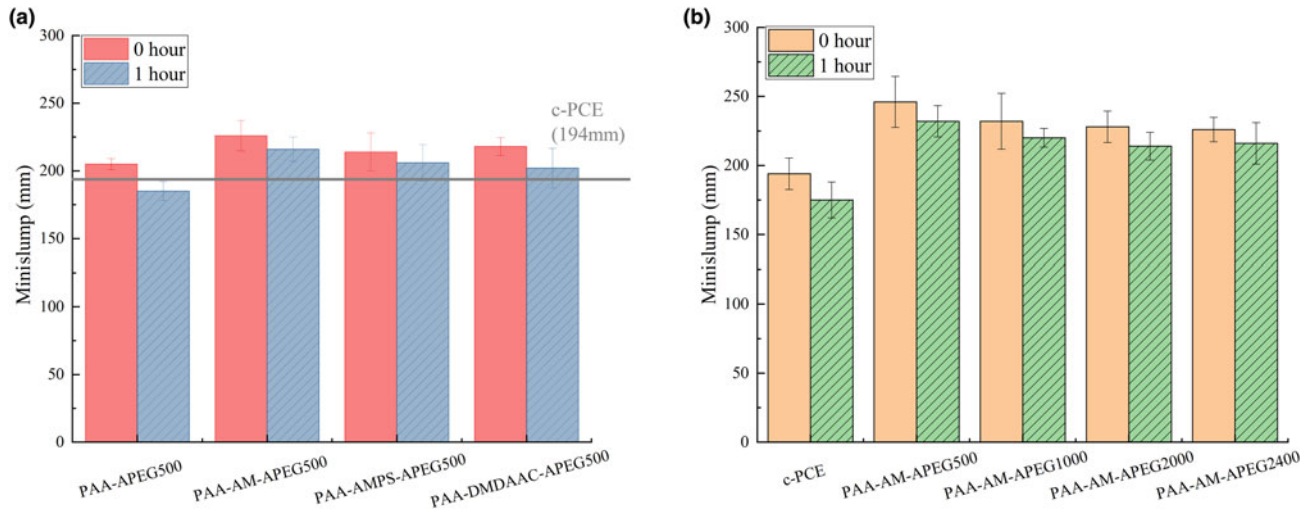 (a)
300
250
200
150
100
50
0
Minislump (mm)
0 hour
1 hour
c-PCE
(194mm)
PAA-APEG500
PAA-AM-APEG500
PAA-AMPS-APEG500
PAA-DMDAAC-APEG500
(b)
300
250
200
150
100
50
0
Minislump (mm)
0 hour
1 hour
c-PCE
PAA-AM-APEG500
PAA-AM-APEG1000
PAA-AM-APEG2000
PAA-AM-APEG2400